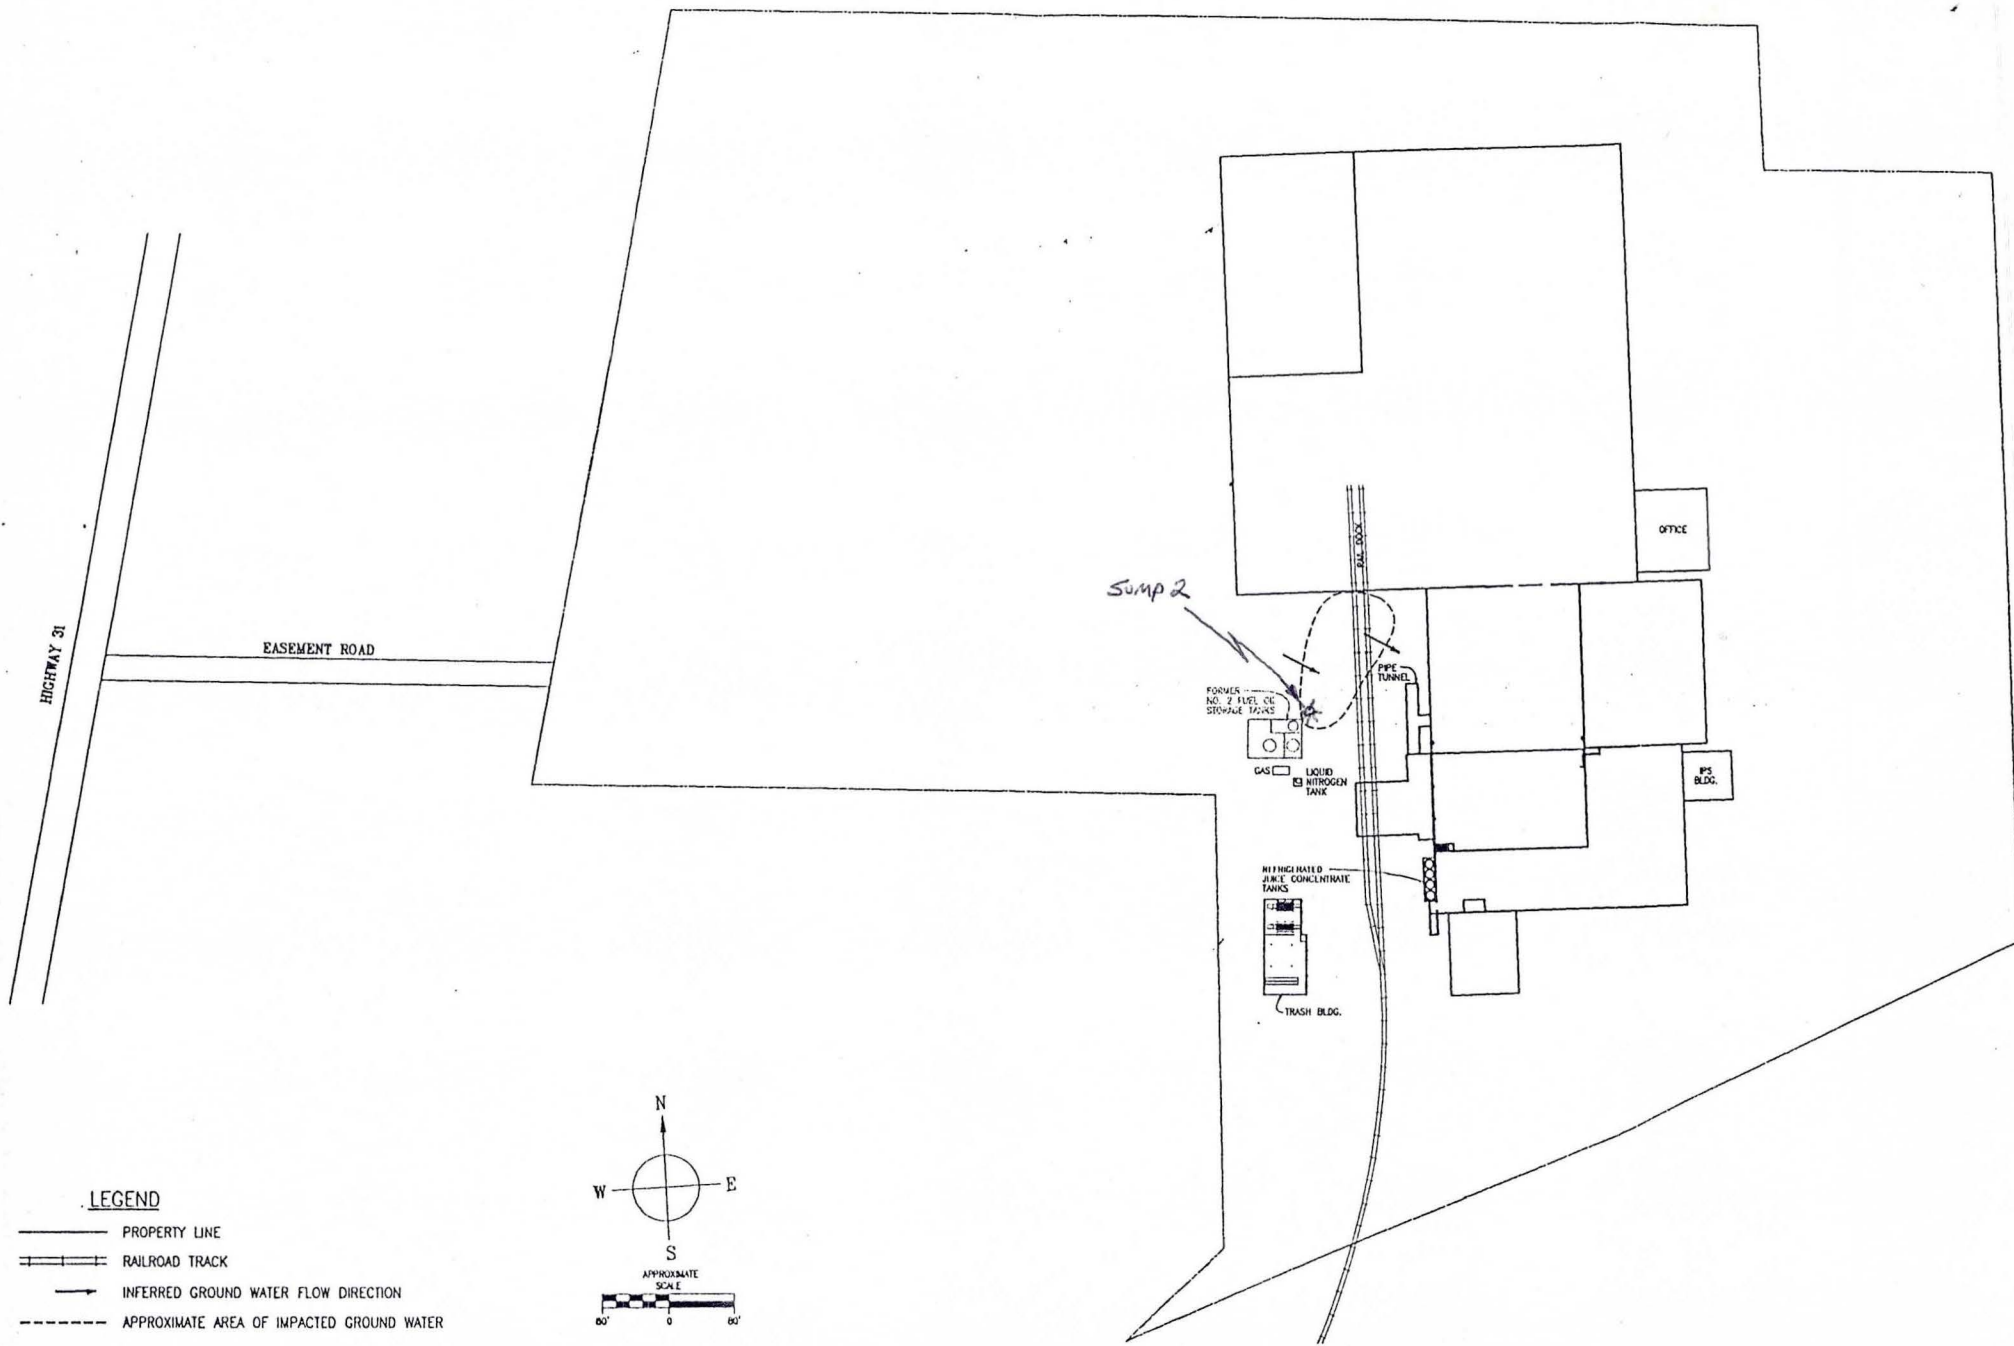 OFFICE
RAIL DOCK
Sump 2
HIGHWAY 31
EASEMENT ROAD
PIPE
TUNNEL
FORMER
NO. 2 FUEL OIL
STORAGE TANKS
GAS
LIQUID
NITROGEN
TANK
IPS
BLDG.
REFRIGERATED
JUICE CONCENTRATE
TANKS
TRASH BLDG.
N
W
E
S
APPROXIMATE
SCALE
80'
0
80'
LEGEND
PROPERTY LINE
RAILROAD TRACK
INFERRED GROUND WATER FLOW DIRECTION
APPROXIMATE AREA OF IMPACTED GROUND WATER